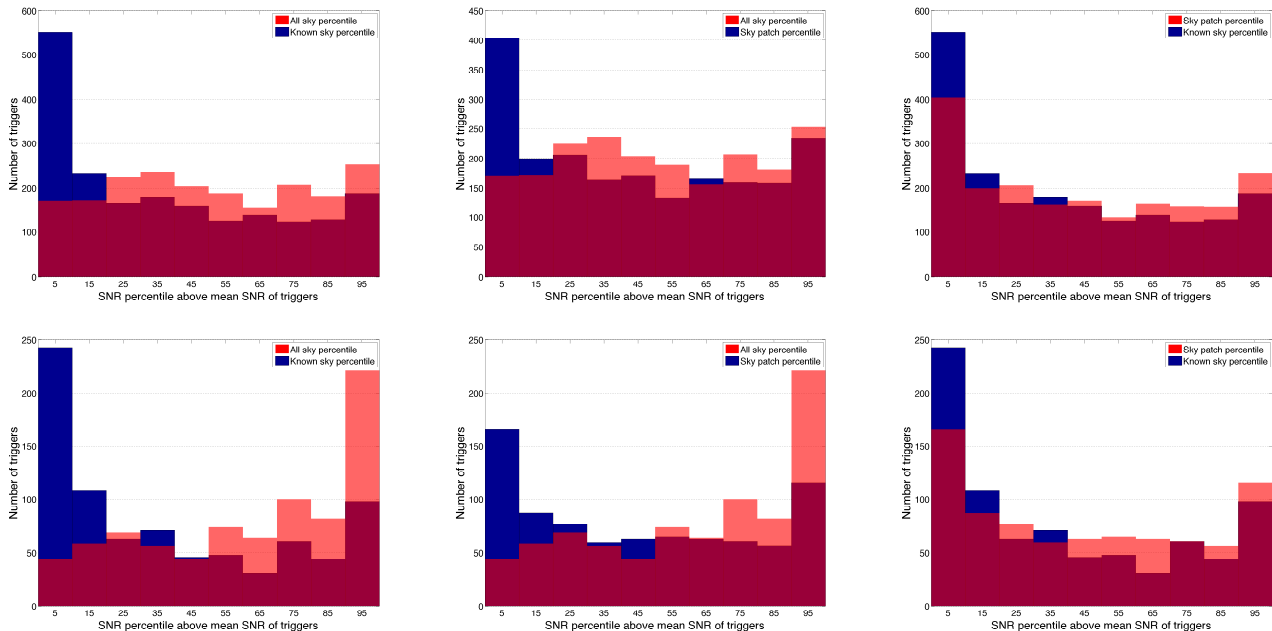 600
500
400
300
200
100
0
Number of triggers
All sky percentile
Known sky percentile
5 15 25 35 45 55 65 75 85 95
SNR percentile above mean SNR of triggers
450
400
350
300
250
200
150
100
50
0
Number of triggers
All sky percentile
Sky patch percentile
5 15 25 35 45 55 65 75 85 95
SNR percentile above mean SNR of triggers
600
500
400
300
200
100
0
Number of triggers
Sky patch percentile
Known sky percentile
5 15 25 35 45 55 65 75 85 95
SNR percentile above mean SNR of triggers
250
200
150
100
50
0
Number of triggers
All sky percentile
Known sky percentile
5 15 25 35 45 55 65 75 85 95
SNR percentile above mean SNR of triggers
250
200
150
100
50
0
Number of triggers
All sky percentile
Sky patch percentile
5 15 25 35 45 55 65 75 85 95
SNR percentile above mean SNR of triggers
250
200
150
100
50
0
Number of triggers
Sky patch percentile
Known sky percentile
5 15 25 35 45 55 65 75 85 95
SNR percentile above mean SNR of triggers